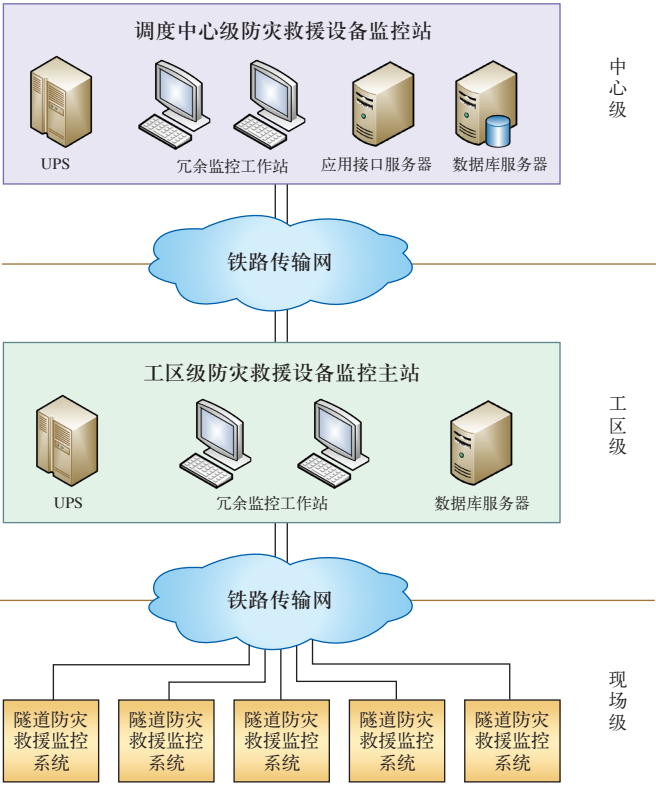 调度中心级防灾救援设备监控站
UPS
冗余监控工作站
应用接口服务器
数据库服务器
中心级
铁路传输网
工区级防灾救援设备监控主站
UPS
冗余监控工作站
数据库服务器
工区级
铁路传输网
隧道防灾
救援监控
系统
隧道防灾
救援监控
系统
隧道防灾
救援监控
系统
隧道防灾
救援监控
系统
隧道防灾
救援监控
系统
现场级